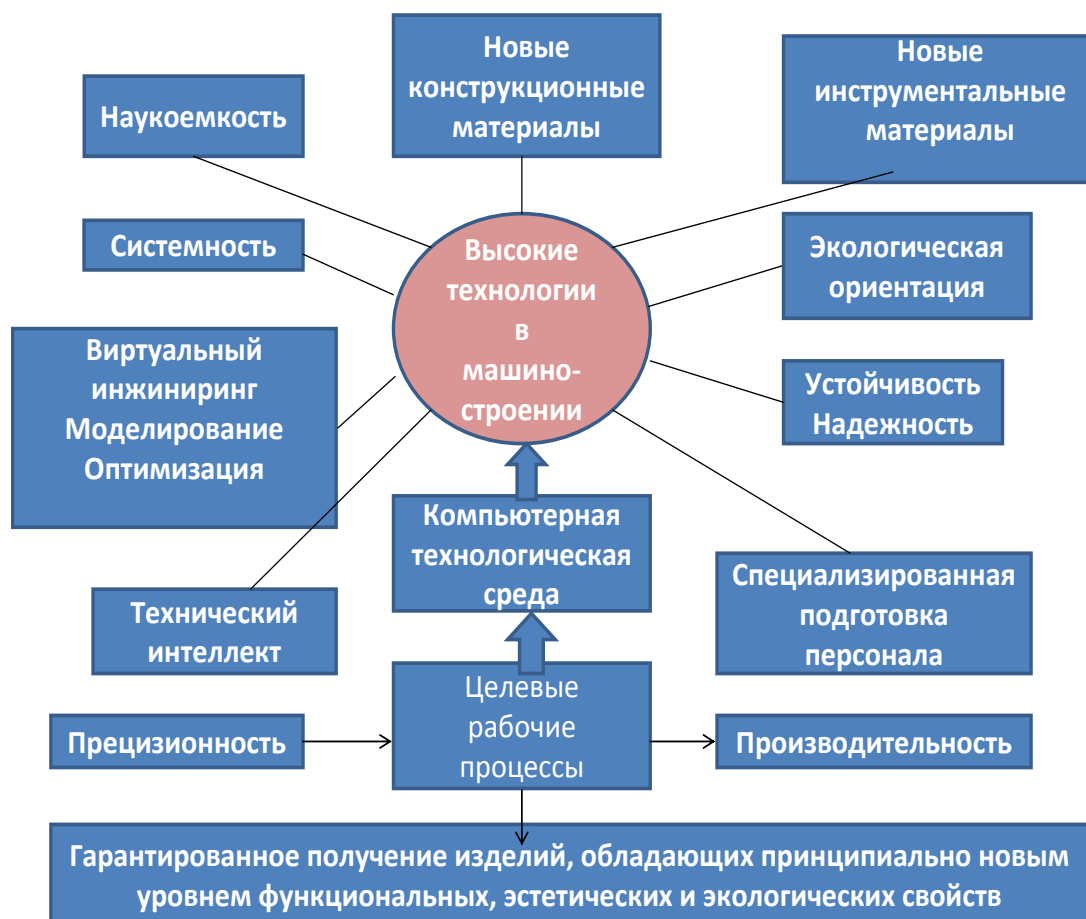 Новые
конструкционные
материалы
Новые
инструментальные
материалы
Наукоемкость
Системность
Высокие
технологии
в
машино-
строении
Экологическая
ориентация
Виртуальный
инжиниринг
Моделирование
Оптимизация
Устойчивость
Надежность
Компьютерная
технологическая
среда
Технический
интеллект
Специализированная
подготовка
персонала
Прецизионность
Целевые
рабочие
процессы
Производительность
Гарантированное получение изделий, обладающих принципиально новым
уровнем функциональных, эстетических и экологических свойств